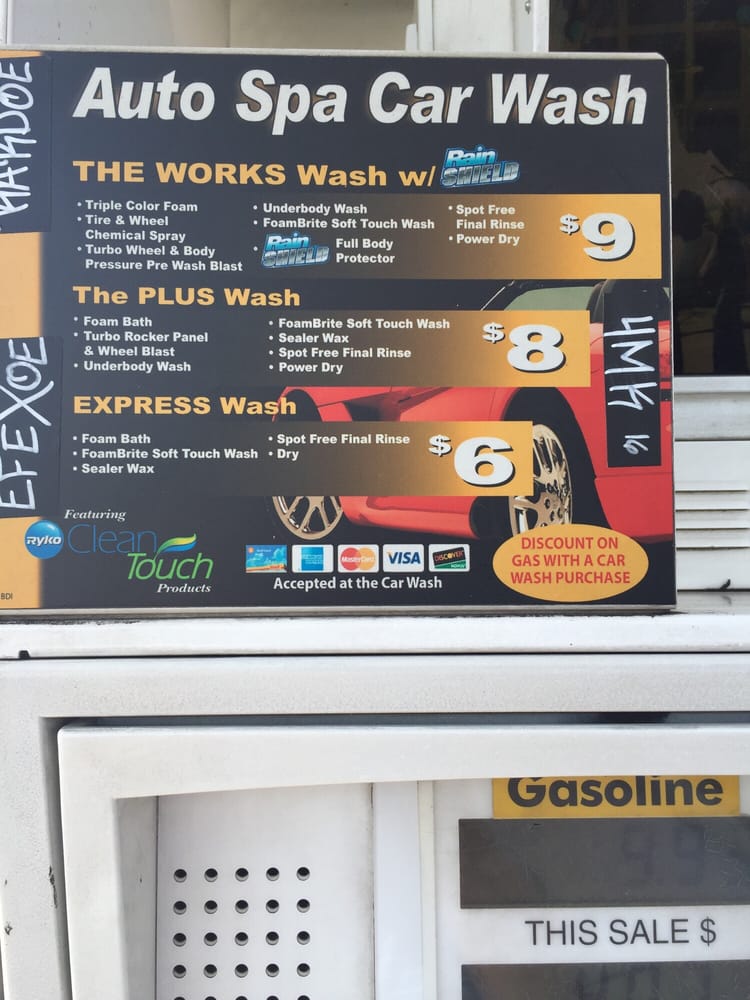 Auto Spa Car Wash
THE WORKS Wash w/ Rain SHIELD
• Triple Color Foam
• Tire & Wheel
Chemical Spray
• Turbo Wheel & Body
Pressure Pre Wash Blast
• Underbody Wash
• FoamBrite Soft Touch Wash
• Rain SHIELD Full Body
Protector
• Spot Free
Final Rinse
• Power Dry
$9
The PLUS Wash
• Foam Bath
• Turbo Rocker Panel
& Wheel Blast
• Underbody Wash
• FoamBrite Soft Touch Wash
• Sealer Wax
• Spot Free Final Rinse
• Power Dry
$8
EXPRESS Wash
• Foam Bath
• FoamBrite Soft Touch Wash
• Sealer Wax
• Spot Free Final Rinse
• Dry
$6
Featuring
RYKO Clean
Touch
Products
MasterCard VISA DISCOVER
Accepted at the Car Wash
DISCOUNT ON
GAS WITH A CAR
WASH PURCHASE
BDI
EFEXOE
16
Gasoline
THIS SALE $